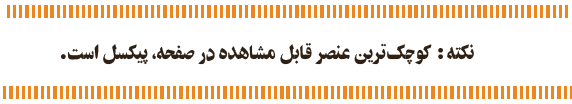 نکته : کوچک‌ترین عنصر قابل مشاهده در صفحه، پیکسل است.